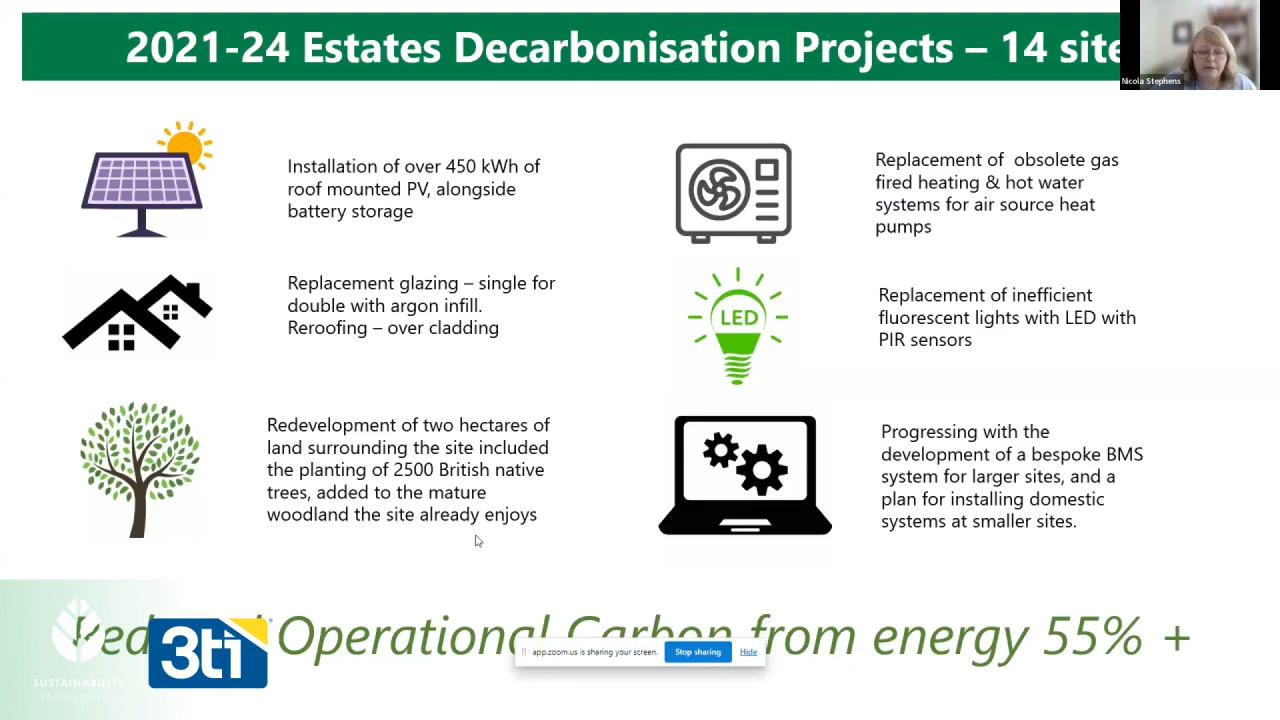 2021-24 Estates Decarbonisation Projects – 14 site
Nicola Stephens
Installation of over 450 kWh of
roof mounted PV, alongside
battery storage
Replacement of obsolete gas
fired heating & hot water
systems for air source heat
pumps
Replacement glazing – single for
double with argon infill.
Reroofing – over cladding
LED
Replacement of inefficient
fluorescent lights with LED with
PIR sensors
Redevelopment of two hectares of
land surrounding the site included
the planting of 2500 British native
trees, added to the mature
woodland the site already enjoys
Progressing with the
development of a bespoke BMS
system for larger sites, and a
plan for installing domestic
systems at smaller sites.
Operational Carbon from energy 55% +
3ti
app.zoom.us is sharing your screen.
Stop sharing
Hide
SUSTAINABILITY
PARTNERSHIPS